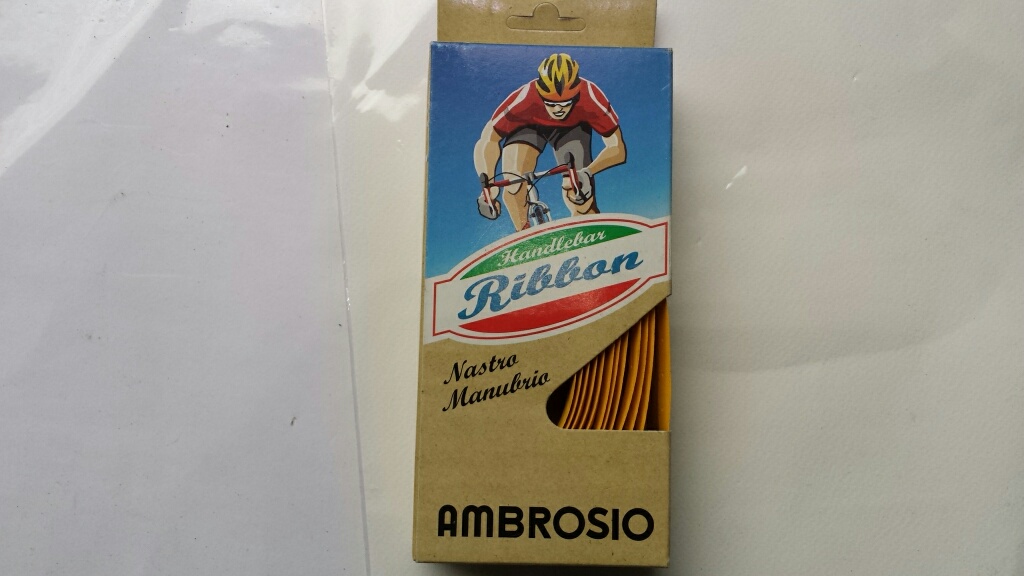 M
Handlebar
Ribbon
Nastro
Manubrio
AMBROSIO